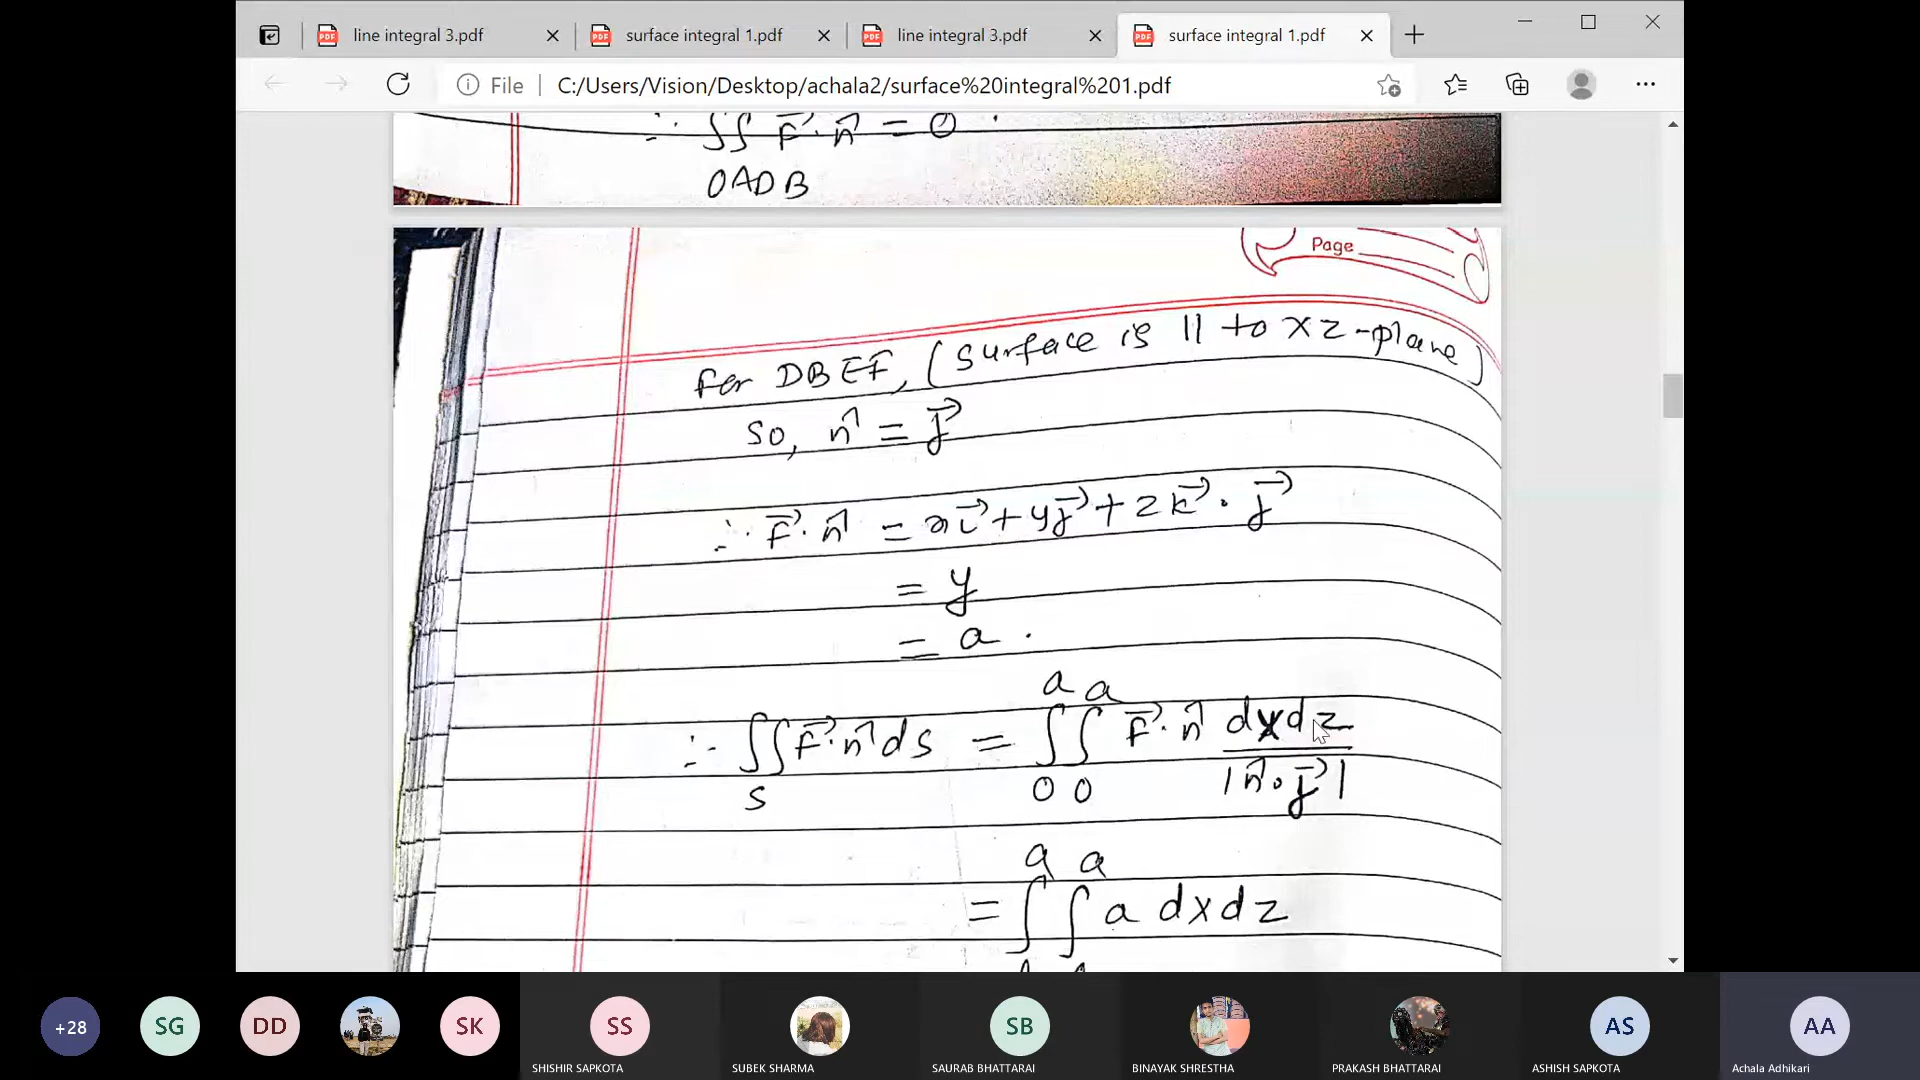 line integral 3.pdf
surface integral 1.pdf
line integral 3.pdf
surface integral 1.pdf
File
C:/Users/Vision/Desktop/achala2/surface%20integral%201.pdf
∴ ∫∫ F⃗·n̂ = 0 .
OADB
Page
For DBEF, (surface is || to xz-plane)
So, n̂ = j⃗
∴ F⃗·n̂ = xi⃗ + yj⃗ + zk⃗ · j⃗
= y
= a .
a a
∴ ∫∫ F⃗·n̂ ds = ∫ ∫ F⃗·n̂ dxdz
S 0 0 |n̂·j⃗|
a a
= ∫ ∫ a dxdz
+28
SG
DD
SK
SS
SB
AS
AA
SHISHIR SAPKOTA
SUBEK SHARMA
SAURAB BHATTARAI
BINAYAK SHRESTHA
PRAKASH BHATTARAI
ASHISH SAPKOTA
Achala Adhikari